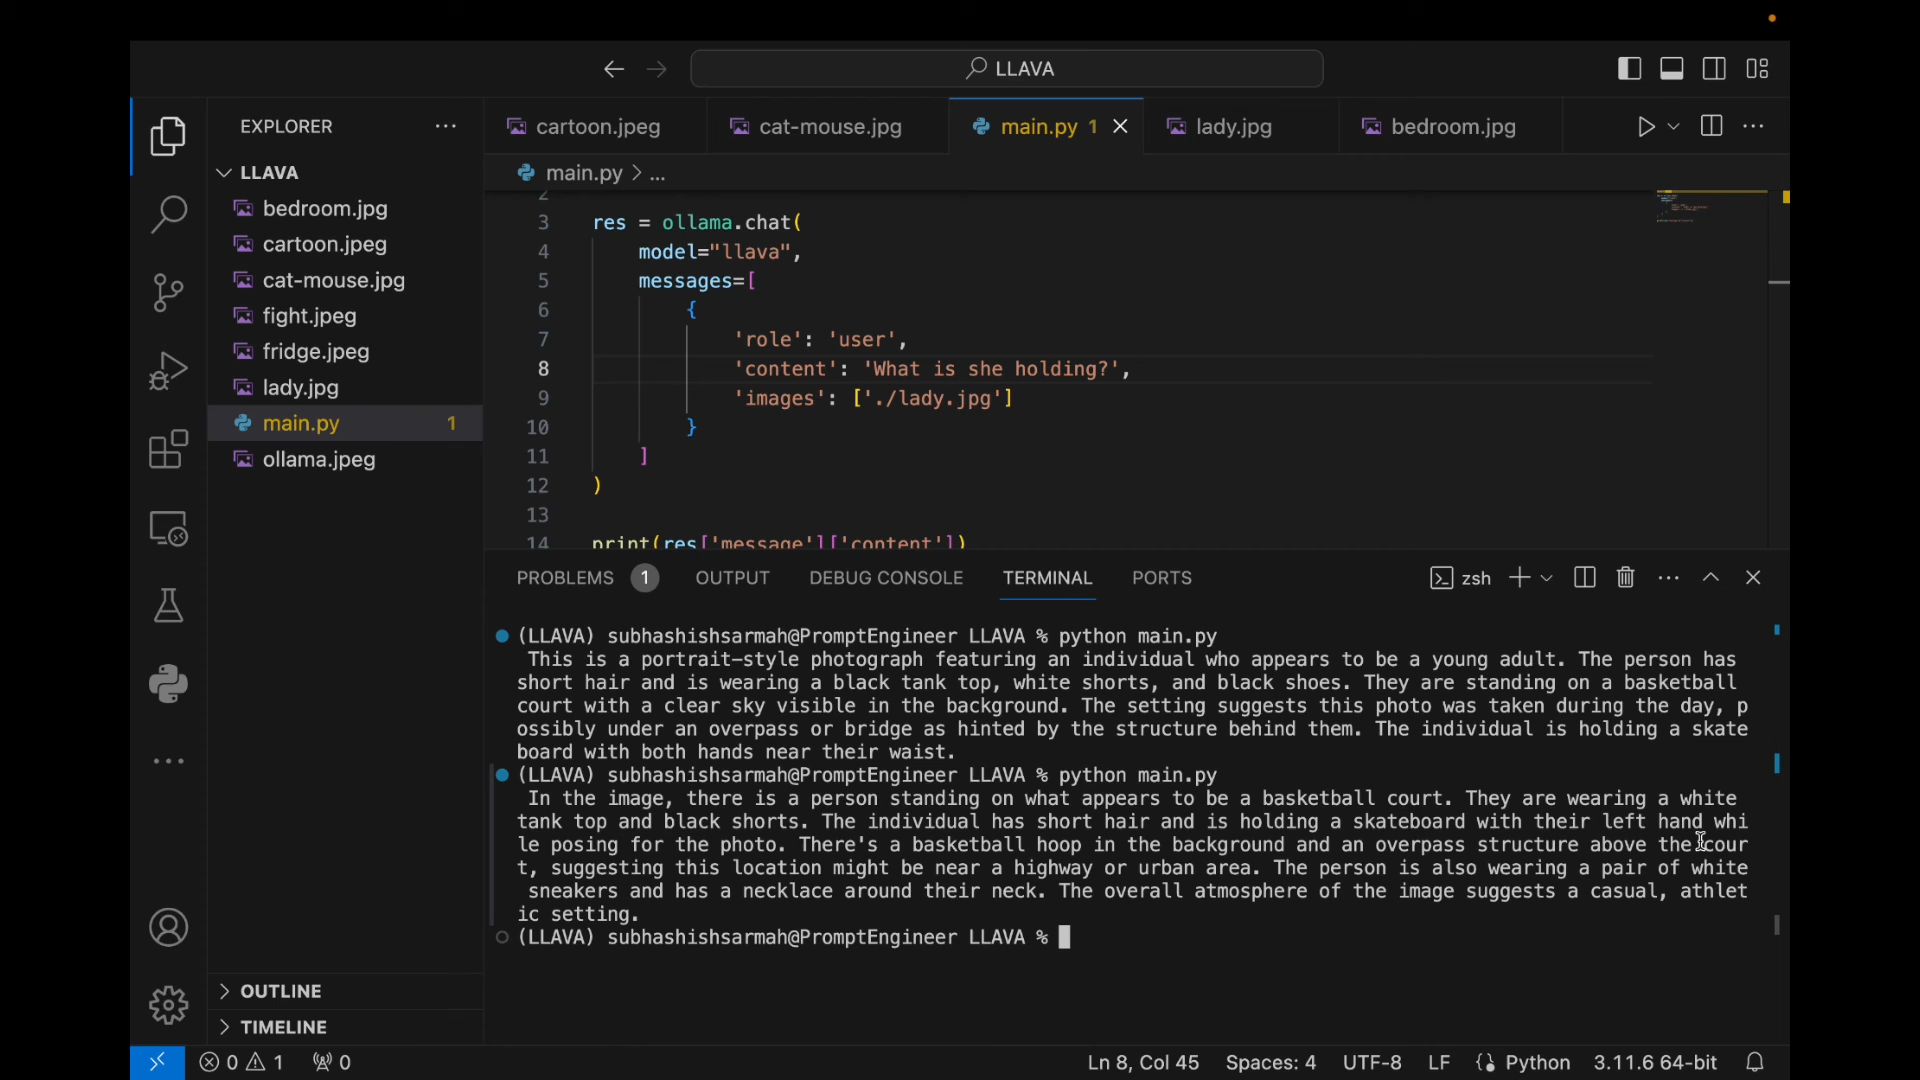 LLAVA
EXPLORER
LLAVA
bedroom.jpg
cartoon.jpeg
cat-mouse.jpg
fight.jpeg
fridge.jpeg
lady.jpg
main.py 1
ollama.jpeg
OUTLINE
TIMELINE
cartoon.jpeg cat-mouse.jpg main.py 1 lady.jpg bedroom.jpg
main.py > ...
2
3 res = ollama.chat(
4 model="llava",
5 messages=[
6 {
7 'role': 'user',
8 'content': 'What is she holding?',
9 'images': ['./lady.jpg']
10 }
11 ]
12 )
13
14 print(res['message']['content'])
PROBLEMS 1 OUTPUT DEBUG CONSOLE TERMINAL PORTS zsh
(LLAVA) subhashishsarmah@PromptEngineer LLAVA % python main.py
This is a portrait-style photograph featuring an individual who appears to be a young adult. The person has
short hair and is wearing a black tank top, white shorts, and black shoes. They are standing on a basketball
court with a clear sky visible in the background. The setting suggests this photo was taken during the day, p
ossibly under an overpass or bridge as hinted by the structure behind them. The individual is holding a skate
board with both hands near their waist.
(LLAVA) subhashishsarmah@PromptEngineer LLAVA % python main.py
In the image, there is a person standing on what appears to be a basketball court. They are wearing a white
tank top and black shorts. The individual has short hair and is holding a skateboard with their left hand whi
le posing for the photo. There's a basketball hoop in the background and an overpass structure above the cour
t, suggesting this location might be near a highway or urban area. The person is also wearing a pair of white
sneakers and has a necklace around their neck. The overall atmosphere of the image suggests a casual, athlet
ic setting.
(LLAVA) subhashishsarmah@PromptEngineer LLAVA %
0 1 0 Ln 8, Col 45 Spaces: 4 UTF-8 LF Python 3.11.6 64-bit